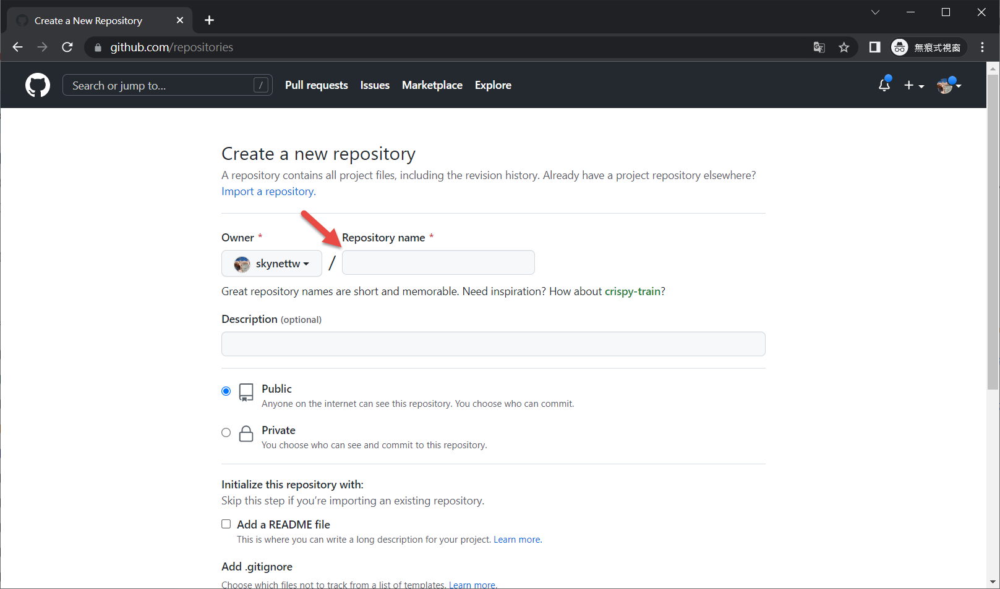 Create a New Repository
github.com/repositories
無痕式視窗
Search or jump to... /
Pull requests Issues Marketplace Explore
Create a new repository
A repository contains all project files, including the revision history. Already have a project repository elsewhere?
Import a repository.
Owner * Repository name *
skynettw /
Great repository names are short and memorable. Need inspiration? How about crispy-train?
Description (optional)
Public
Anyone on the internet can see this repository. You choose who can commit.
Private
You choose who can see and commit to this repository.
Initialize this repository with:
Skip this step if you’re importing an existing repository.
Add a README file
This is where you can write a long description for your project. Learn more.
Add .gitignore
Choose which files not to track from a list of templates. Learn more.